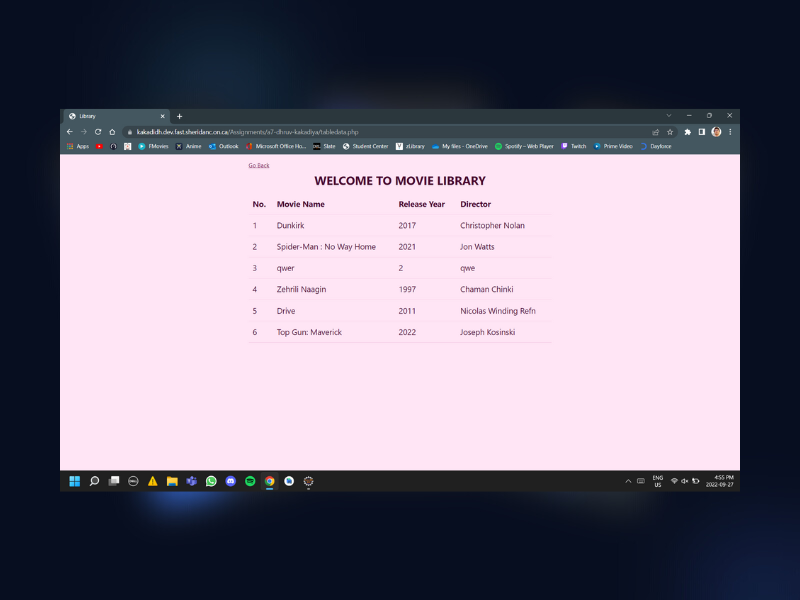 Library
kakadidh.dev.fast.sheridanc.on.ca/Assignments/a7-dhruv-kakadiya/tabledata.php
Apps FMovies Anime Outlook Microsoft Office Ho... Slate Student Center zLibrary My files - OneDrive Spotify – Web Player Twitch Prime Video Dayforce
Go Back
WELCOME TO MOVIE LIBRARY
No. Movie Name Release Year Director
1 Dunkirk 2017 Christopher Nolan
2 Spider-Man : No Way Home 2021 Jon Watts
3 qwer 2 qwe
4 Zehrili Naagin 1997 Chaman Chinki
5 Drive 2011 Nicolas Winding Refn
6 Top Gun: Maverick 2022 Joseph Kosinski
ENG 4:55 PM
US 2022-09-27